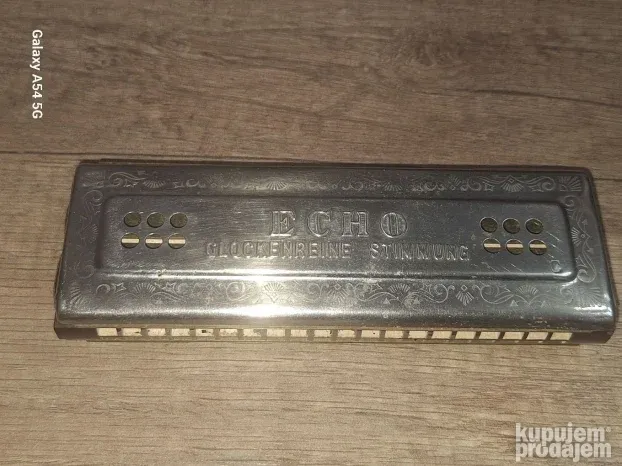 Galaxy A54 5G
ECHO
GLOCKENREINE STIMMUNG
kupujem
prodajem